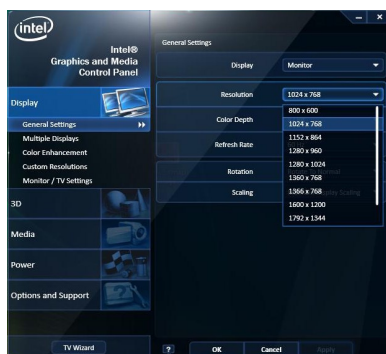 intel
Intel®
Graphics and Media
Control Panel
Display
General Settings
Multiple Displays
Color Enhancement
Custom Resolutions
Monitor / TV Settings
3D
Media
Power
Options and Support
TV Wizard
General Settings
Display Monitor
Resolution 1024 x 768
800 x 600
1024 x 768
1152 x 864
1280 x 960
1280 x 1024
1360 x 768
1366 x 768
1600 x 1200
1792 x 1344
Color Depth
Refresh Rate
Rotation
Scaling Scaling
? OK Cancel Apply